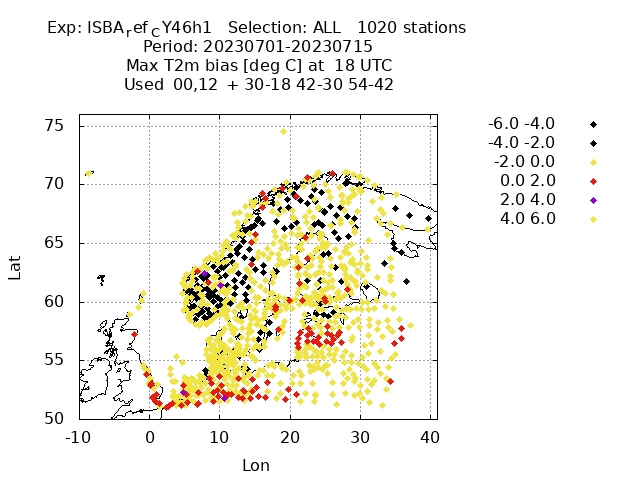 Exp: ISBA_ref_CY46h1   Selection: ALL   1020 stations
Period: 20230701-20230715
Max T2m bias [deg C] at  18 UTC
Used  00,12  + 30-18 42-30 54-42
-6.0 -4.0
-4.0 -2.0
-2.0 0.0
0.0 2.0
2.0 4.0
4.0 6.0
75
70
65
60
55
50
Lat
-10 0 10 20 30 40
Lon